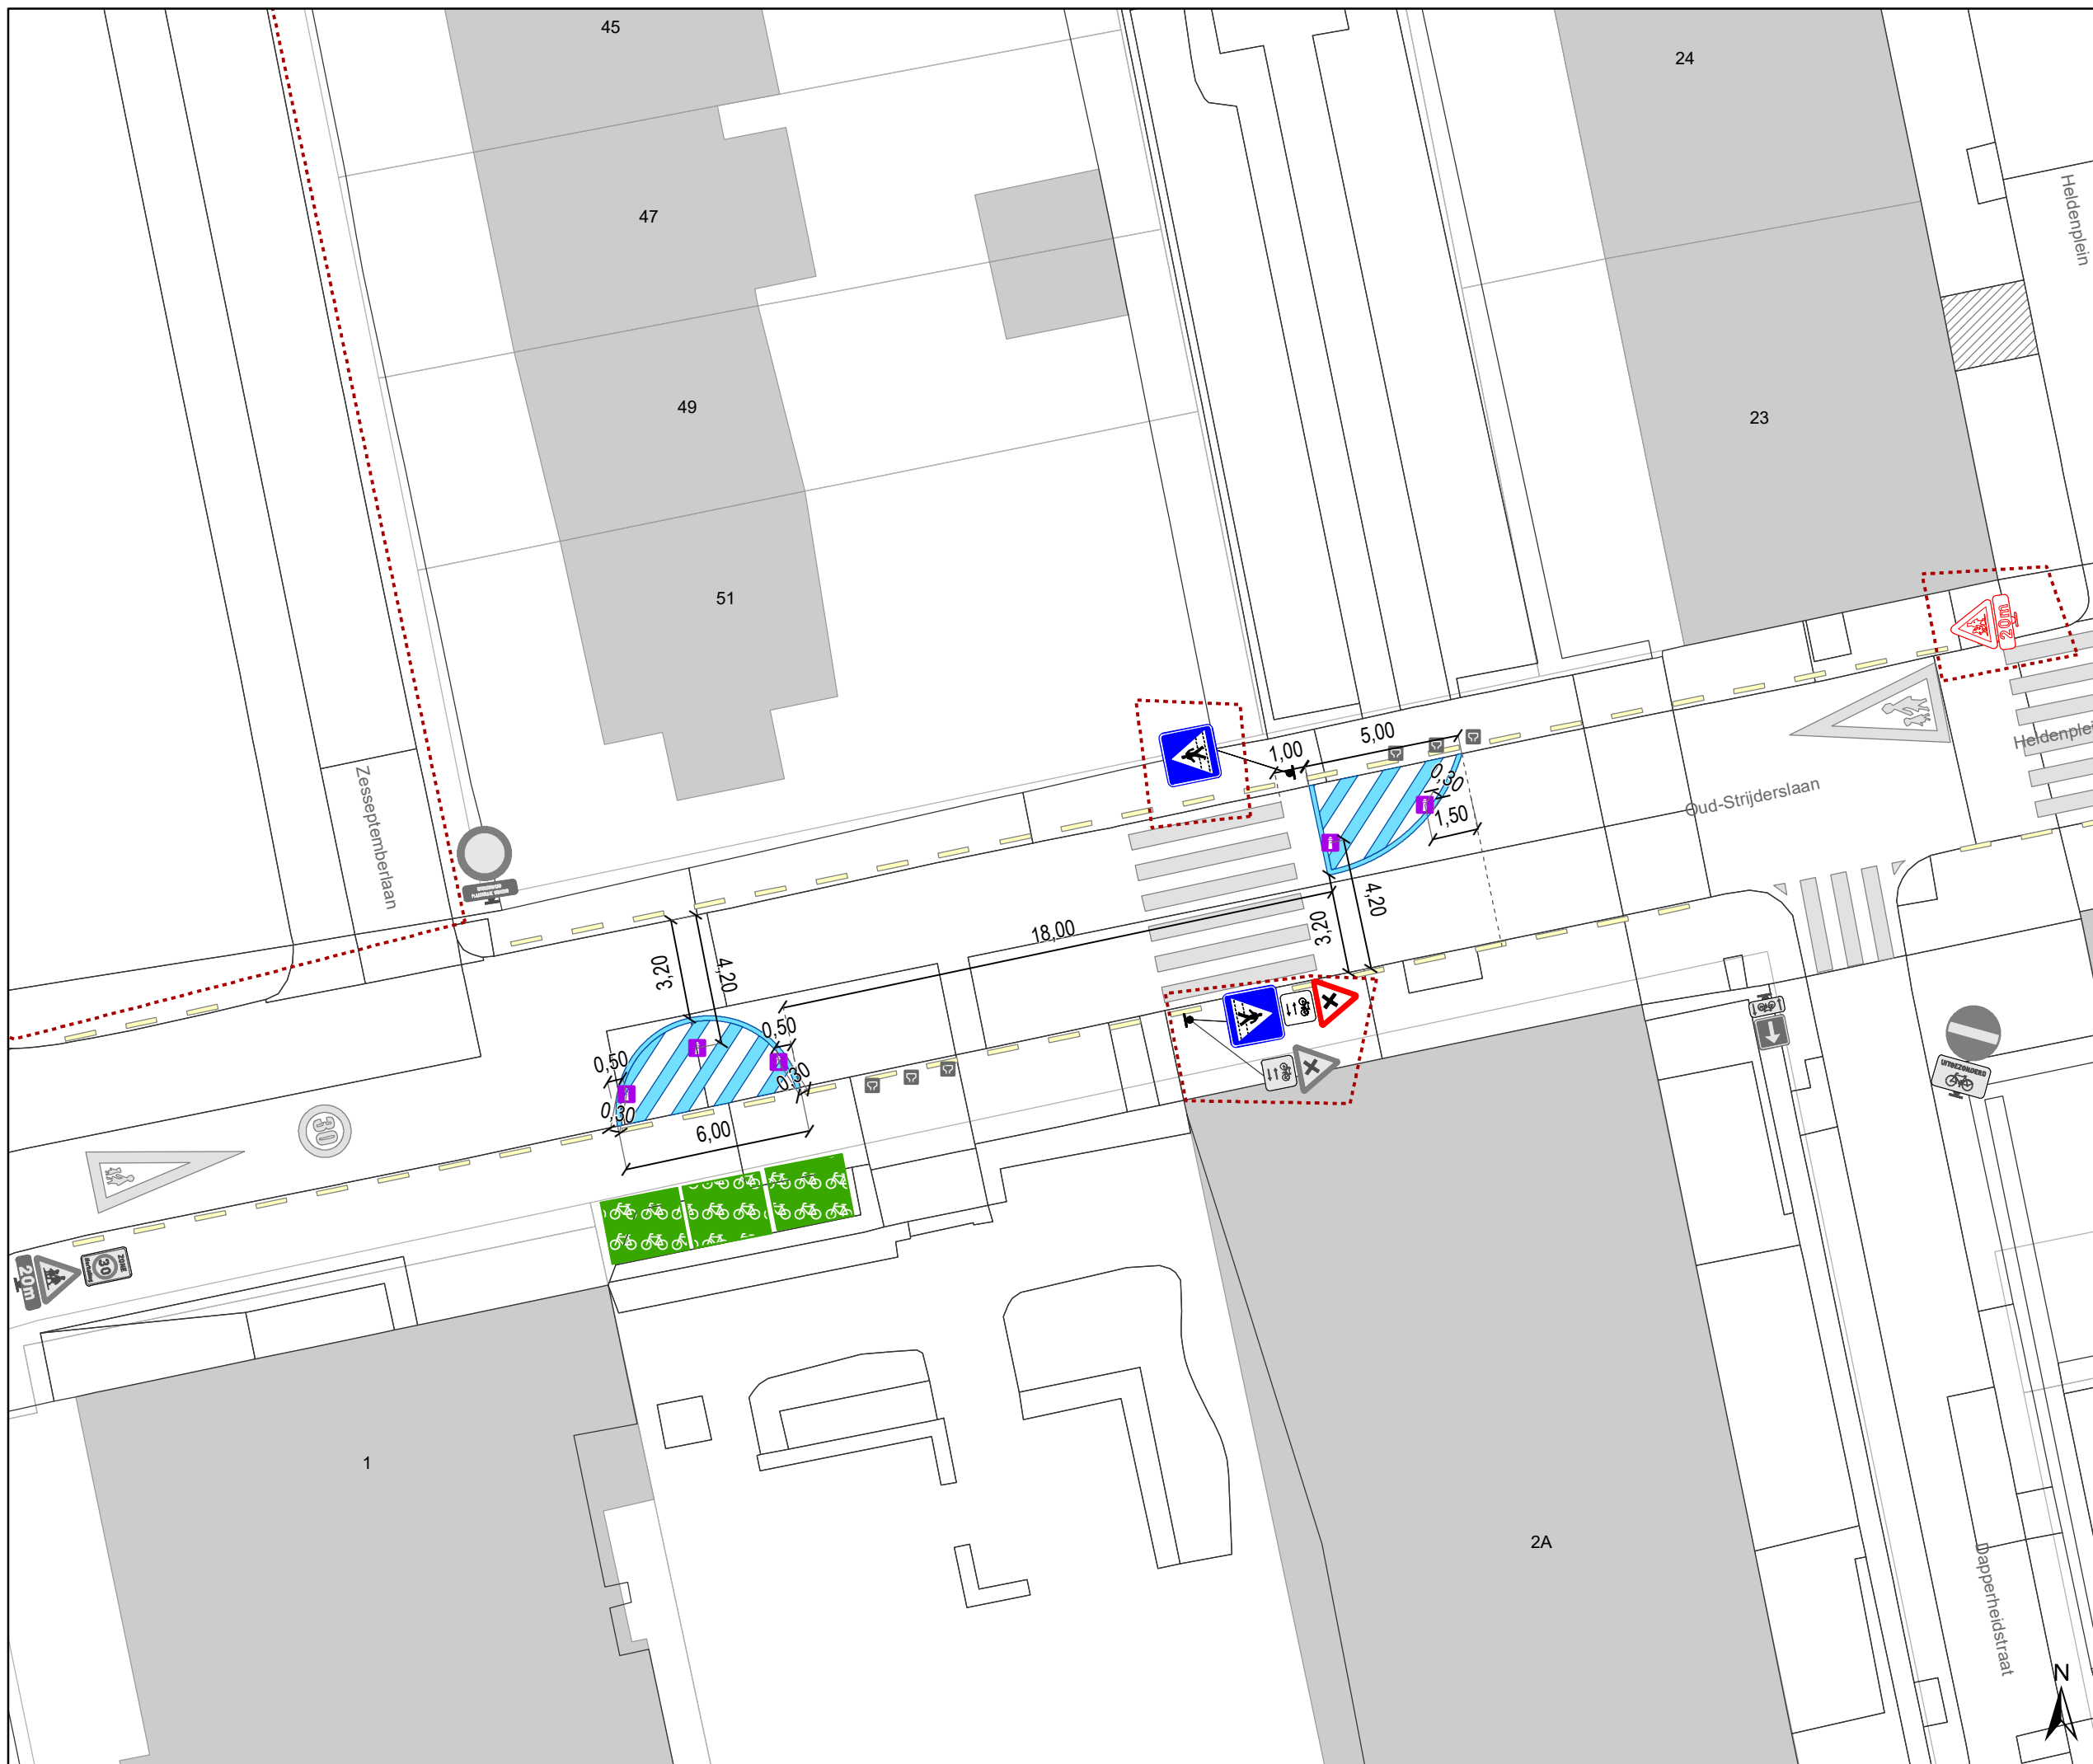 45
24
Heldenplein
47
49
23
51
20m
5,00
1,00
0,30
1,50
Oud-Strijderslaan
Heldenplein
Zesseptemberlaan
4,20
3,20
18,00
3,20
4,20
0,50
0,50
0,30
0,30
6,00
30
UITGEZONDERD
ZONE
30
20m
1
2A
Dapperheidstraat
N